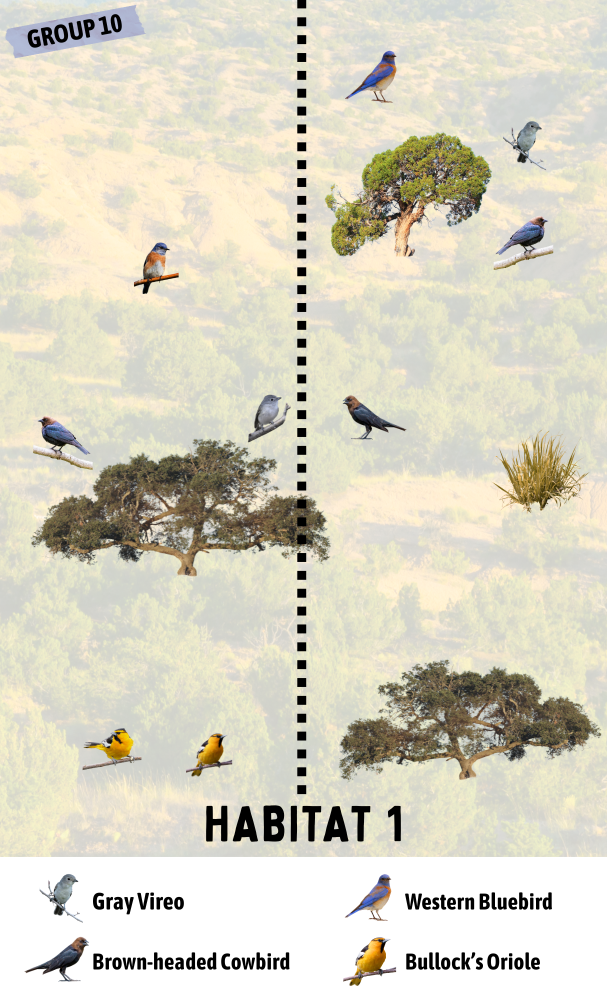 GROUP 10
HABITAT 1
Gray Vireo
Western Bluebird
Brown-headed Cowbird
Bullock’s Oriole